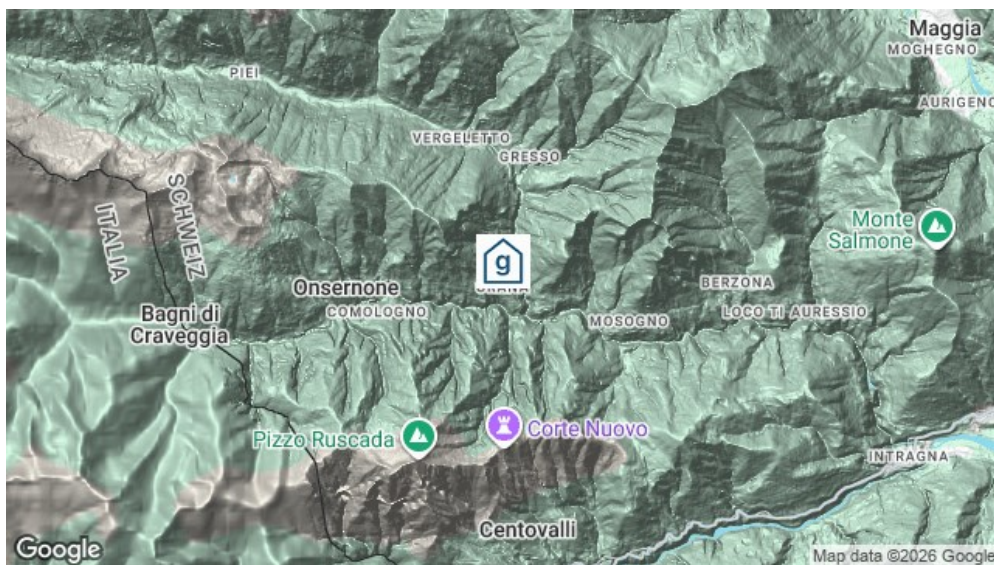 Maggia
MOGHEGNO
AURIGENO
PIEI
VERGELETTO
GRESSO
SCHWEIZ
ITALIA
Monte
Salmone
g
BERZONA
Onsernone
COMOLOGNO
Bagni di
Craveggia
MOSOGNO
LOCO TI AURESSIO
Pizzo Ruscada
Corte Nuovo
INTRAGNA
Centovalli
Google
Map data ©2026 Google